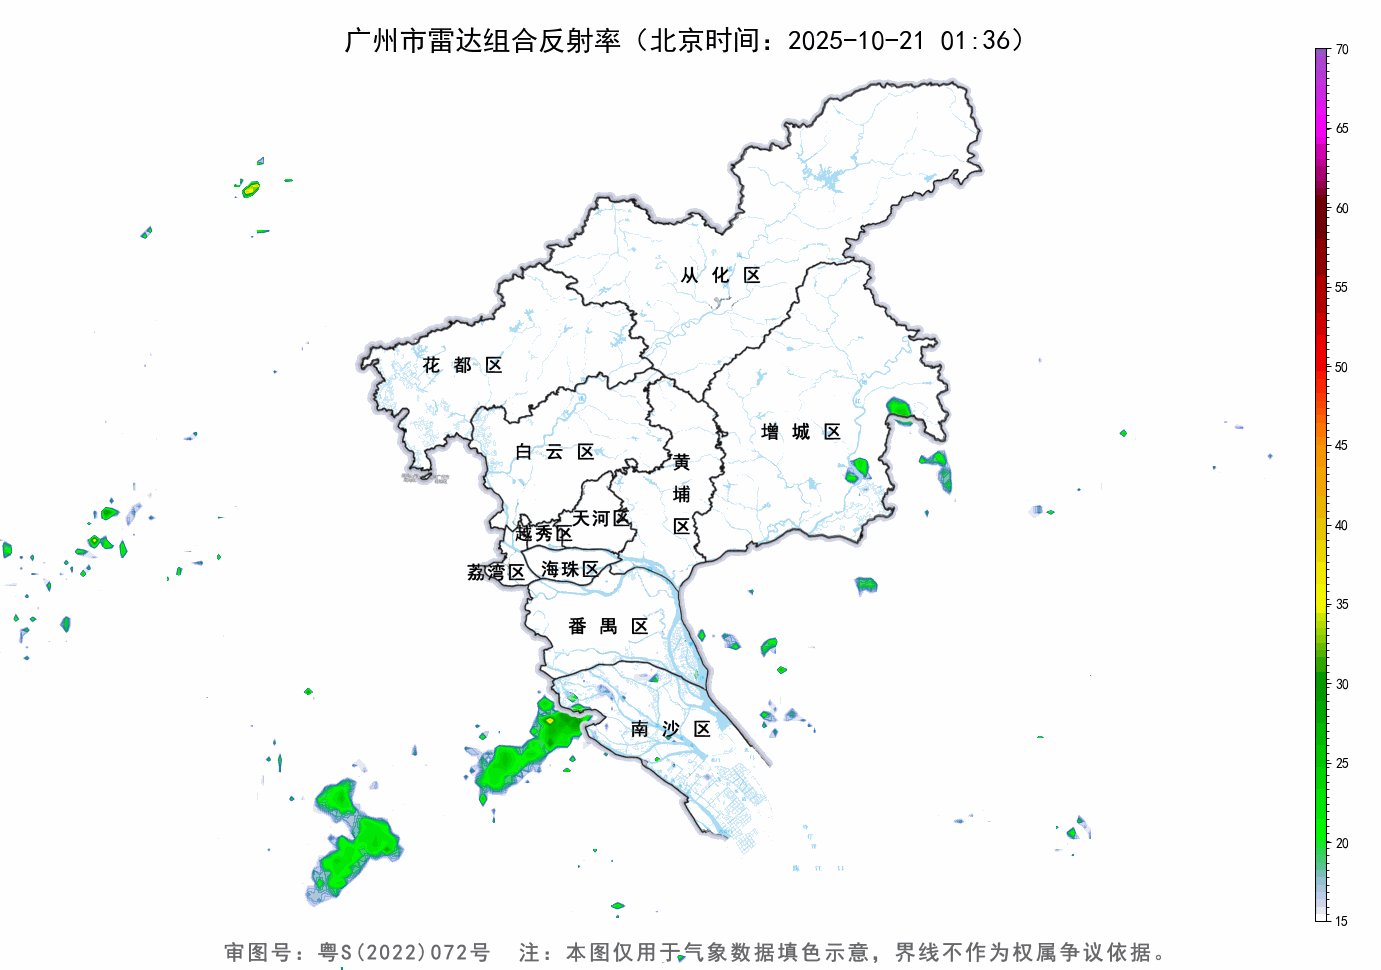 广州市雷达组合反射率（北京时间：2025-10-21 01:36）
70
65
60
55
50
45
40
35
30
25
20
15
从化区
花都区
增城区
白云区
黄埔区
天河区
越秀区
荔湾区
海珠区
番禺区
南沙区
审图号：粤S(2022)072号 注：本图仅用于气象数据填色示意，界线不作为权属争议依据。